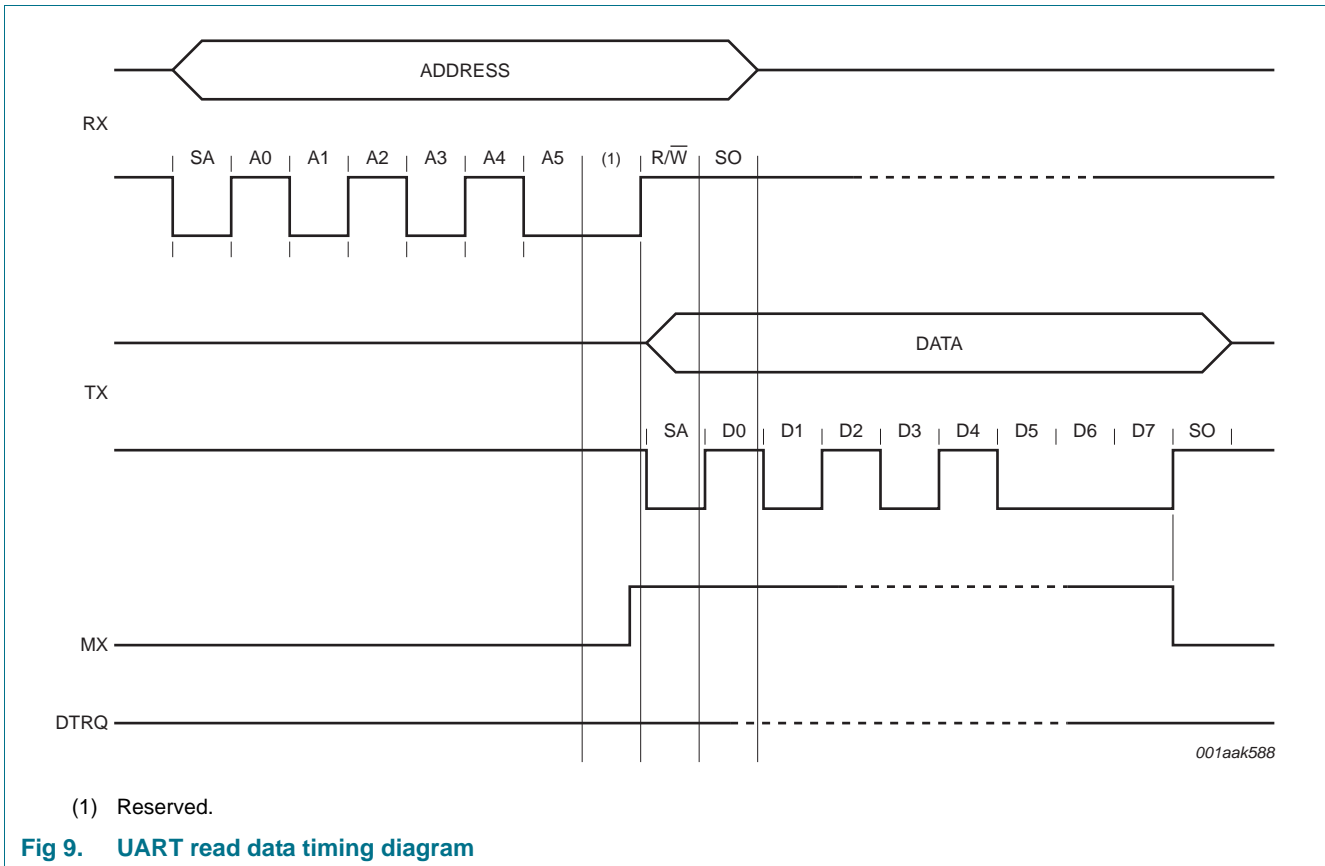 ADDRESS
RX
SA A0 A1 A2 A3 A4 A5 (1) R/W̅ SO
DATA
TX
SA D0 D1 D2 D3 D4 D5 D6 D7 SO
MX
DTRQ
001aak588
(1) Reserved.
Fig 9. UART read data timing diagram